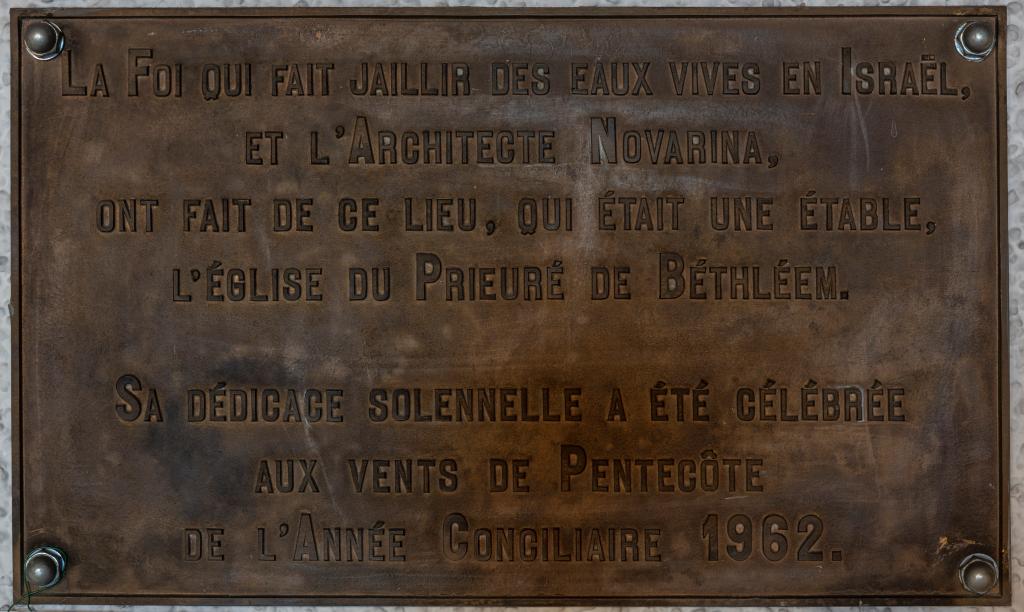 La Foi qui fait jaillir des eaux vives en Israël,
et l'Architecte Novarina,
ont fait de ce lieu, qui était une étable,
l'église du Prieuré de Béthléem.
Sa dédicace solennelle a été célébrée
aux vents de Pentecôte
de l'Année Conciliaire 1962.